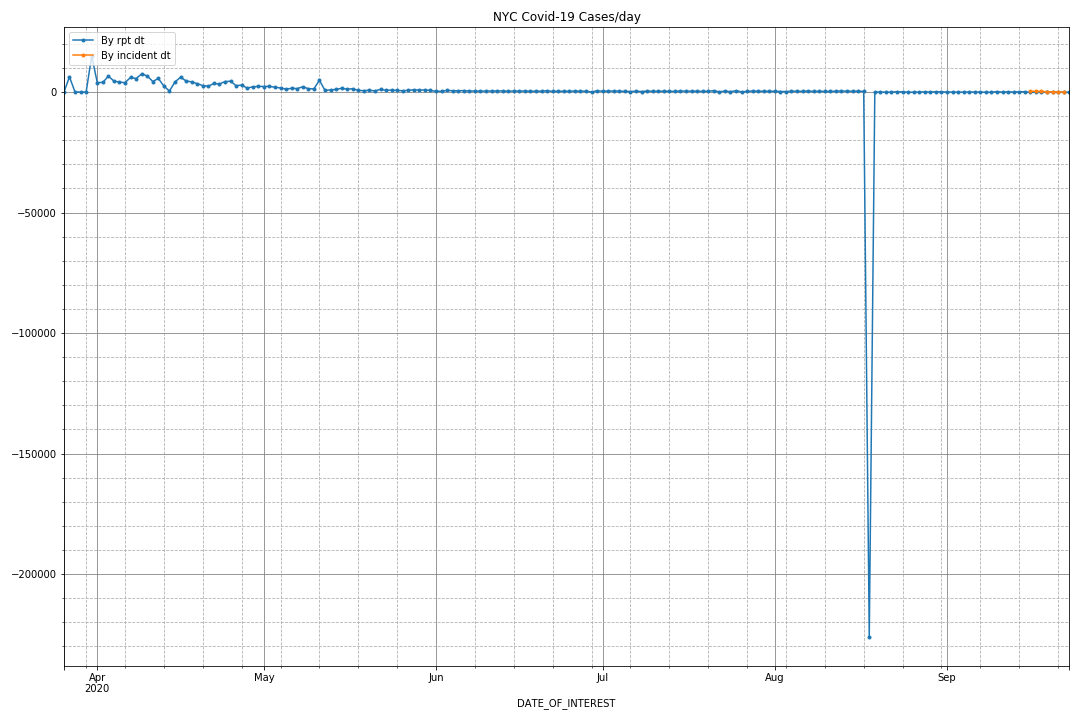 NYC Covid-19 Cases/day
By rpt dt
By incident dt
0
−50000
−100000
−150000
−200000
Apr
2020
May
Jun
Jul
Aug
Sep
DATE_OF_INTEREST